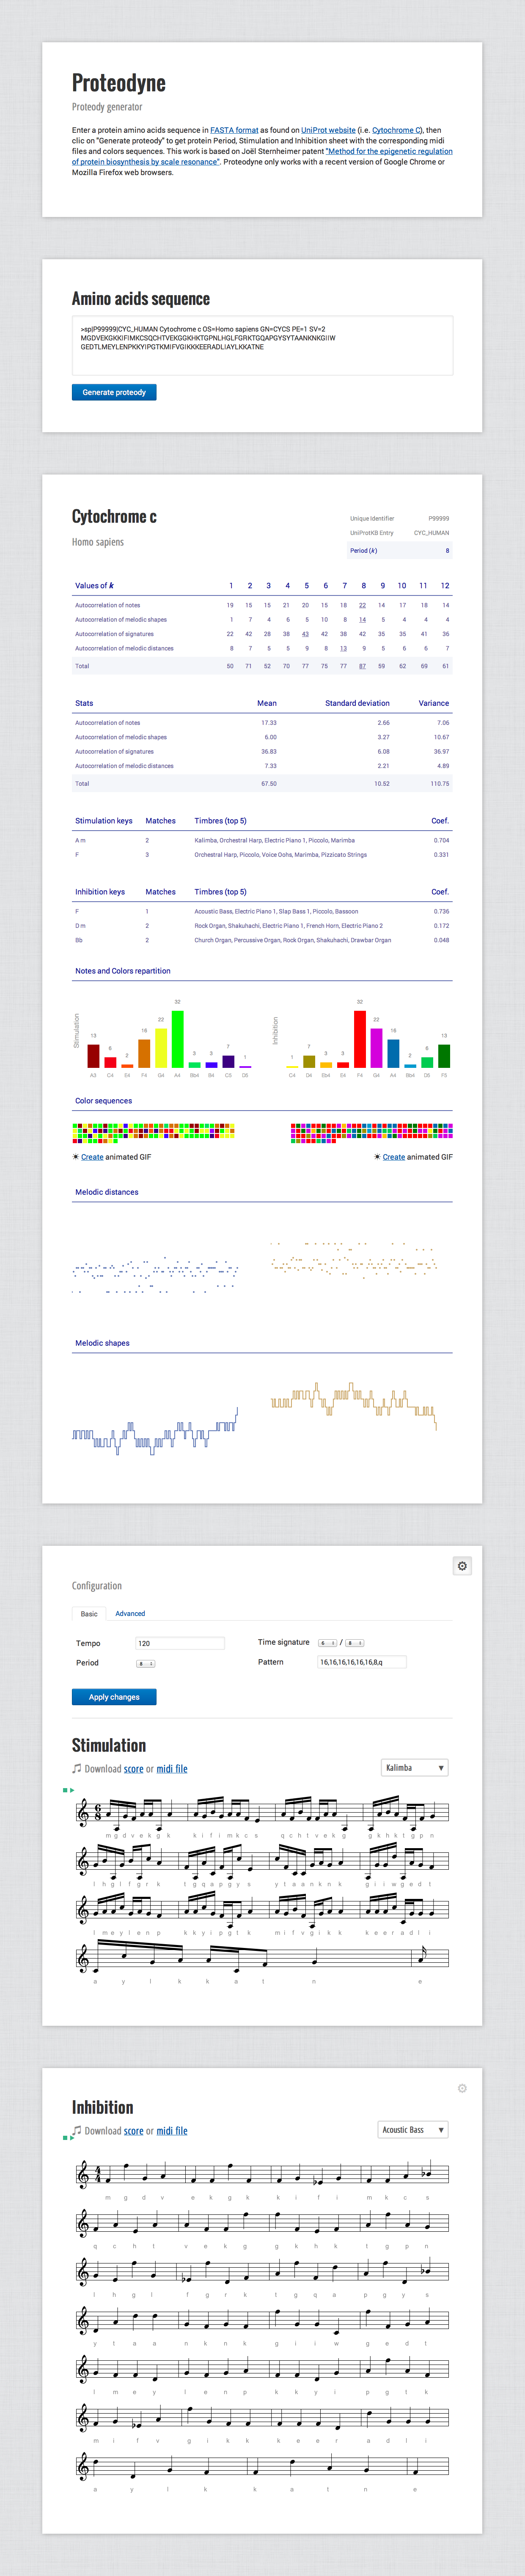 Proteodyne
Proteody generator
Enter a protein amino acids sequence in FASTA format as found on UniProt website (i.e. Cytochrome C), then
clic on "Generate proteody" to get protein Period, Stimulation and Inhibition sheet with the corresponding midi
files and colors sequences. This work is based on Joël Sternheimer patent "Method for the epigenetic regulation
of protein biosynthesis by scale resonance". Proteodyne only works with a recent version of Google Chrome or
Mozilla Firefox web browsers.
Amino acids sequence
>sp|P99999|CYC_HUMAN Cytochrome c OS=Homo sapiens GN=CYCS PE=1 SV=2
MGDVEKGKKIFIMKCSQCHTVEKGGKHKTGPNLHGLFGRKTGQAPGYSYTAANKNKGIIW
GEDTLMEYLENPKKYIPGTKMIFVGIKKKEERADLIAYLKKATNE
Generate proteody
Cytochrome c
Homo sapiens
Unique Identifier P99999
UniProtKB Entry CYC_HUMAN
Period (k) 8
Values of k 1 2 3 4 5 6 7 8 9 10 11 12
Autocorrelation of notes 19 15 15 21 20 15 18 22 14 17 18 14
Autocorrelation of melodic shapes 1 7 4 6 5 10 8 14 5 4 4 4
Autocorrelation of signatures 22 42 28 38 43 42 38 42 35 35 41 36
Autocorrelation of melodic distances 8 7 5 5 9 8 13 9 5 6 6 7
Total 50 71 52 70 77 75 77 87 59 62 69 61
Stats Mean Standard deviation Variance
Autocorrelation of notes 17.33 2.66 7.06
Autocorrelation of melodic shapes 6.00 3.27 10.67
Autocorrelation of signatures 36.83 6.08 36.97
Autocorrelation of melodic distances 7.33 2.21 4.89
Total 67.50 10.52 110.75
Stimulation keys Matches Timbres (top 5) Coef.
A m 2 Kalimba, Orchestral Harp, Electric Piano 1, Piccolo, Marimba 0.704
F 3 Orchestral Harp, Piccolo, Voice Oohs, Marimba, Pizzicato Strings 0.331
Inhibition keys Matches Timbres (top 5) Coef.
F 1 Acoustic Bass, Electric Piano 1, Slap Bass 1, Piccolo, Bassoon 0.736
D m 2 Rock Organ, Shakuhachi, Electric Piano 1, French Horn, Electric Piano 2 0.172
Bb 2 Church Organ, Percussive Organ, Rock Organ, Shakuhachi, Drawbar Organ 0.048
Notes and Colors repartition
Stimulation
13 6 2 16 22 32 3 3 7 1
A3 C4 E4 F4 G4 A4 Bb4 B4 C5 D5
Inhibition
1 7 3 3 32 22 16 2 6 13
C4 D4 Eb4 E4 F4 G4 A4 Bb4 D5 F5
Color sequences
Create animated GIF
Create animated GIF
Melodic distances
Melodic shapes
Configuration
Basic Advanced
Tempo 120
Time signature 6 / 8
Period 8
Pattern 16,16,16,16,16,16,8,q
Apply changes
Stimulation
Download score or midi file
Kalimba
6 8
m g d v e k g k k i f i m k c s q c h t v e k g g k h k t g p n
l h g l f g r k t g q a p g y s y t a a n k n k g i i w g e d t
l m e y l e n p k k y i p g t k m i f v g i k k k e e r a d l i
a y l k k a t n e
Inhibition
Download score or midi file
Acoustic Bass
4 4
m g d v e k g k k i f i m k c s
q c h t v e k g g k h k t g p n
l h g l f g r k t g q a p g y s
y t a a n k n k g i i w g e d t
l m e y l e n p k k y i p g t k
m i f v g i k k k e e r a d l i
a y l k k a t n e